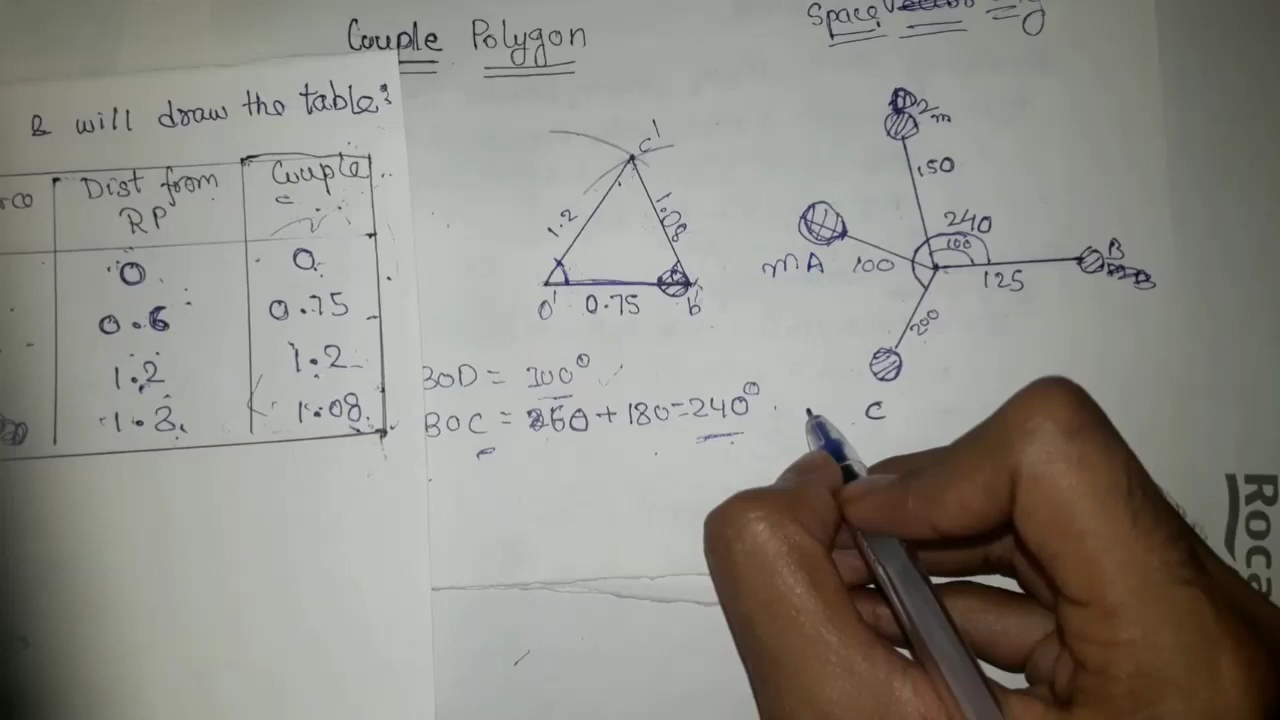 Couple Polygon
Space
& will draw the table:
Dist from
RP
Couple
0
0
0.6
0.75
1.2
1.2
1.8
1.08
c'
1.2
1.08
o'
0.75
b'
BOD = 100°
BOC = 260 + 180 = 240°
m
150
240
100
mA
100
B
125
200
C
Roca